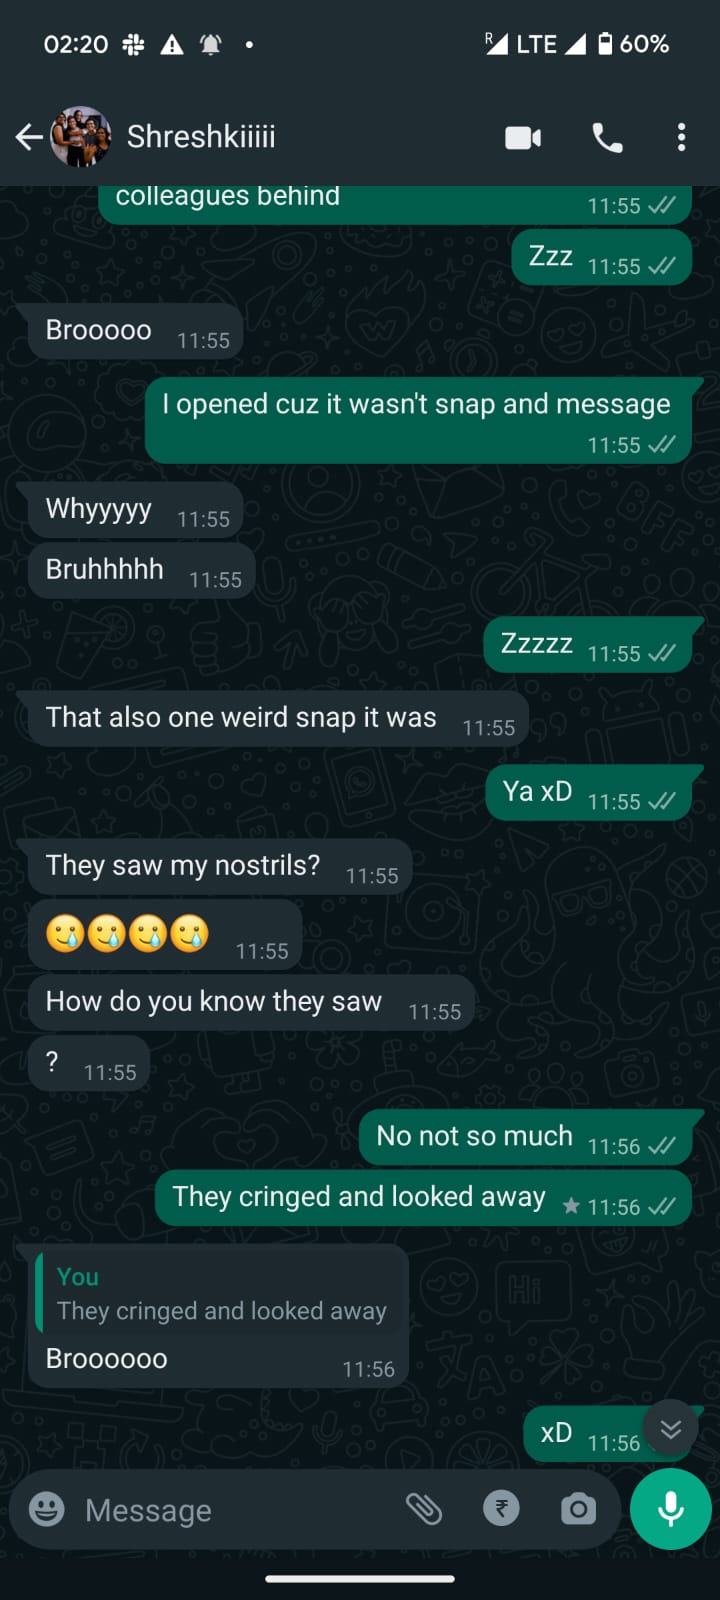 02:20
R LTE 60%
Shreshkiiiii
colleagues behind
11:55
Zzz 11:55
Brooooo 11:55
I opened cuz it wasn't snap and message
11:55
Whyyyyy 11:55
Bruhhhhh 11:55
Zzzzz 11:55
That also one weird snap it was 11:55
Ya xD 11:55
They saw my nostrils? 11:55
🥲🥲🥲🥲 11:55
How do you know they saw 11:55
? 11:55
No not so much 11:56
They cringed and looked away ★ 11:56
You
They cringed and looked away
Broooooo 11:56
xD 11:56
Message ₹